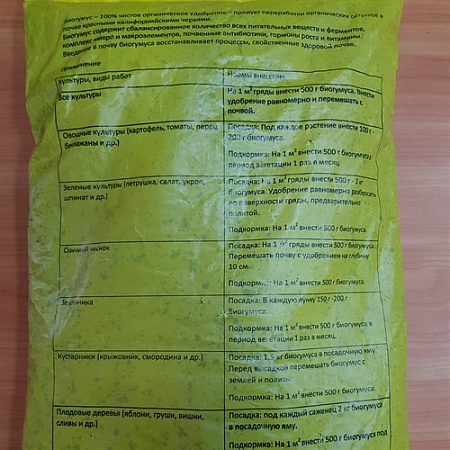 Биогумус – 100% чистое органическое удобрение – продукт переработки органических остатков в
почве красными калифорнийскими червями.
Биогумус содержит сбалансированное количество всех питательных веществ и ферментов,
комплекс микро и макроэлементов, почвенные антибиотики, гормоны роста и витамины.
Введение в почву биогумуса восстанавливает процессы, свойственные здоровой почве.
Применение
Культуры, виды работ
Нормы внесения
Все культуры
На 1 м² гряды внести 500 г биогумуса. Внести
удобрение равномерно и перемешать с
почвой.
Овощные культуры (картофель, томаты, перцы,
баклажаны и др.)
Посадка: Под каждое растение внести 100 -
200 г биогумуса.
Подкормка: На 1 м² внести 500 г биогумуса
период вегетации 1 раз в месяц
Зеленые культуры (петрушка, салат, укроп,
шпинат и др.)
Посадка: На 1 м² гряды внести 500 г - 1 кг
биогумуса. Удобрение равномерно разбросать
по поверхности гряды, предварительно
политой.
Подкормка: На 1 м² внести 500 г биогумуса.
Озимый чеснок
Посадка: На 1 м² гряды внести 500 г биогумуса
Перемешать почву с удобрением на глубину
10 см.
Подкормка: На 1 м² внести 500 г биогумуса.
Земляника
Посадка: В каждую лунку 150 г -200 г
биогумуса.
Подкормка: На 1 м² внести 500 г биогумуса в
период вегетации 1 раз в месяц.
Кустарники (крыжовник, смородина и др.)
Посадка: 1,5 кг биогумуса в посадочную яму.
Перед высадкой перемешать биогумус с
землей и полить.
Подкормка: На 1 м² внести 500 г биогумуса.
Плодовые деревья (яблони, груши, вишни,
сливы и др.)
Посадка: под каждый саженец 2 кг биогумуса
в посадочную яму.
Подкормка: На 1 м² внести 500 г биогумуса под